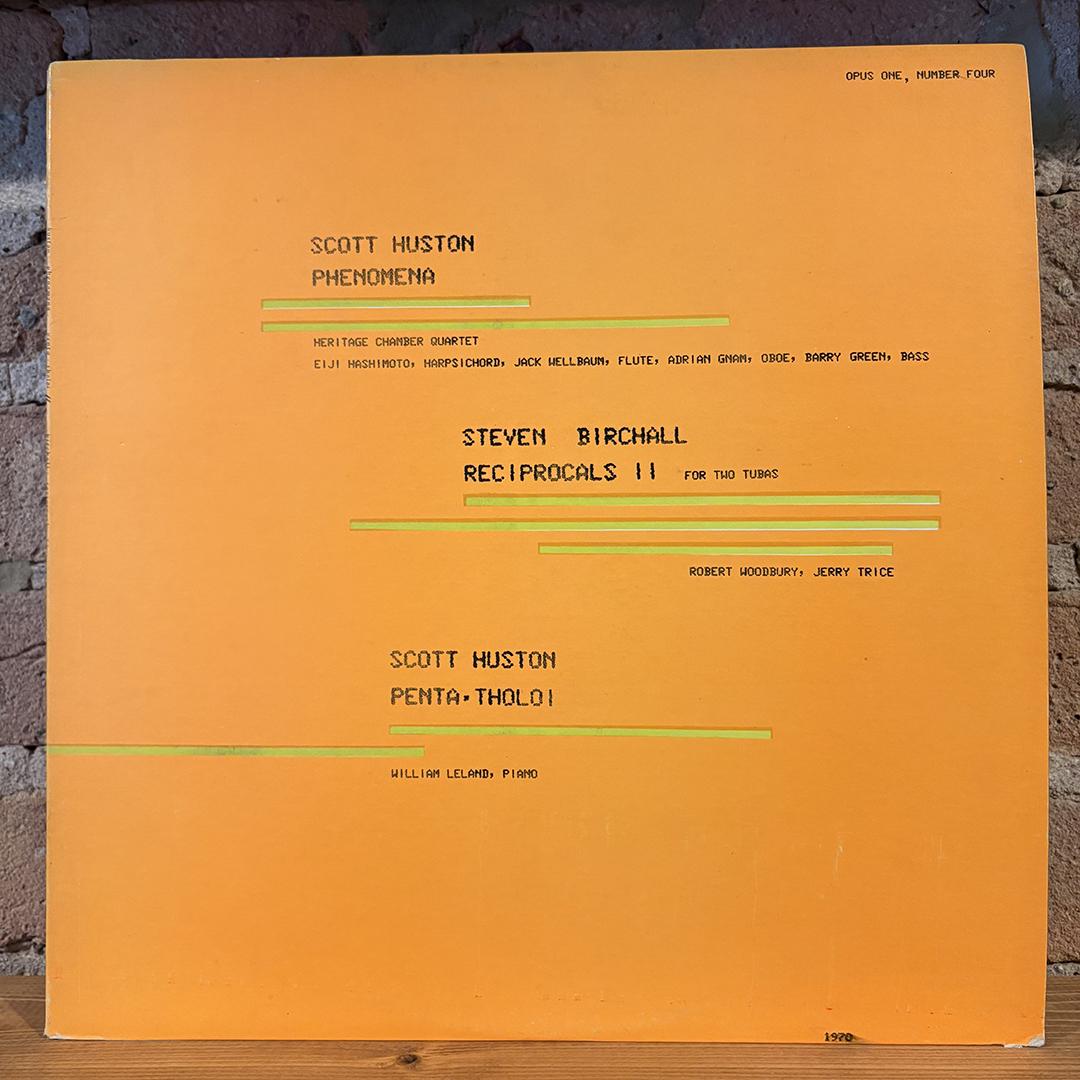 OPUS ONE, NUMBER FOUR
SCOTT HUSTON
PHENOMENA
HERITAGE CHAMBER QUARTET
EIJI HASHIMOTO, HARPSICHORD, JACK WELLBAUM, FLUTE, ADRIAN GNAM, OBOE, BARRY GREEN, BASS
STEVEN BIRCHALL
RECIPROCALS II FOR TWO TUBAS
ROBERT WOODBURY, JERRY TRICE
SCOTT HUSTON
PENTA-THOLOI
WILLIAM LELAND, PIANO
1970